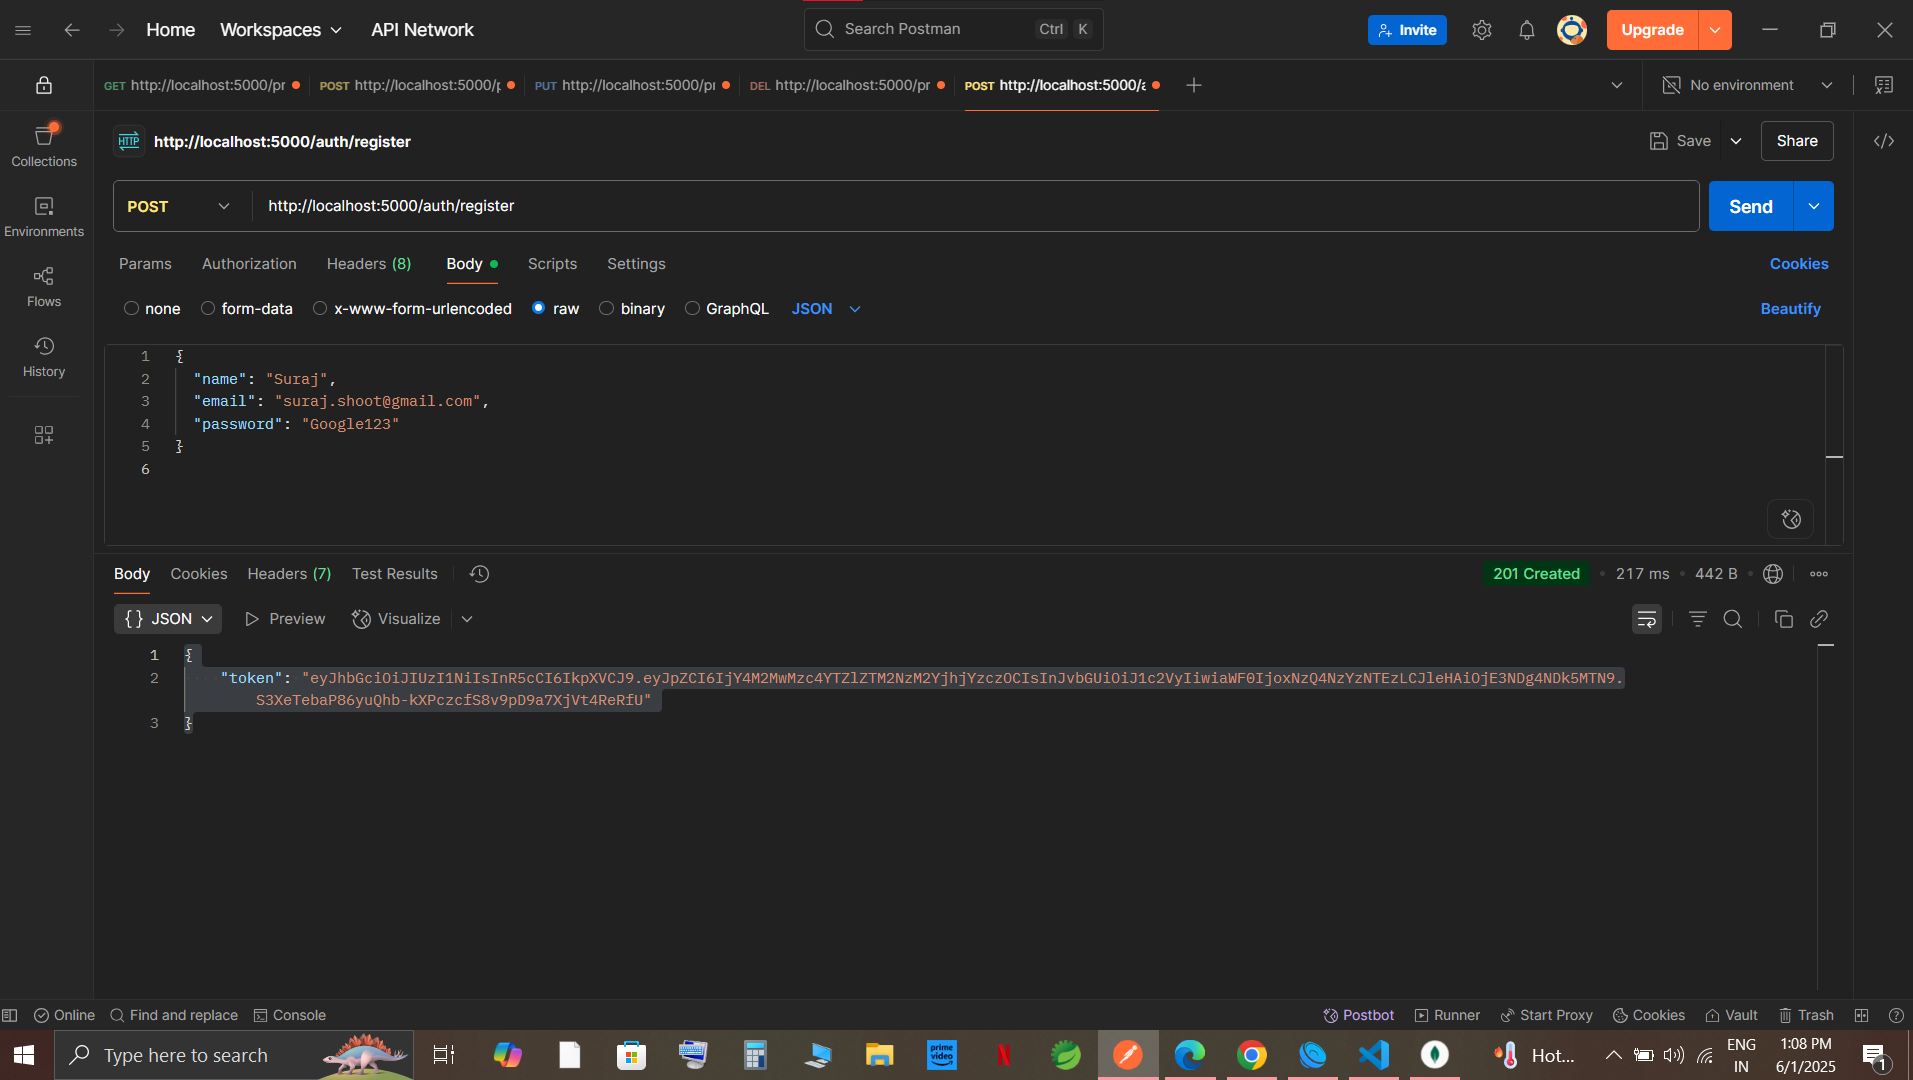 Home Workspaces API Network Search Postman Ctrl K Invite Upgrade
GET http://localhost:5000/pr POST http://localhost:5000/p PUT http://localhost:5000/pr DEL http://localhost:5000/pr POST http://localhost:5000/a No environment
HTTP http://localhost:5000/auth/register Save Share
Collections
POST http://localhost:5000/auth/register Send
Environments
Params Authorization Headers (8) Body Scripts Settings Cookies
Flows
none form-data x-www-form-urlencoded raw binary GraphQL JSON Beautify
History
1 {
2 "name": "Suraj",
3 "email": "suraj.shoot@gmail.com",
4 "password": "Google123"
5 }
6
Body Cookies Headers (7) Test Results 201 Created 217 ms 442 B
{} JSON Preview Visualize
1 {
2 "token": "eyJhbGciOiJIUzI1NiIsInR5cCI6IkpXVCJ9.eyJpZCI6IjY4M2MwMzc4YTZlZTM2NzM2YjhjYzczOCIsInJvbGUiOiJ1c2VyIiwiaWF0IjoxNzQ4NzYzNTEzLCJleHAiOjE3NDg4NDk5MTN9.
S3XeTebaP86yuQhb-kXPczcfS8v9pD9a7XjVt4ReRfU"
3 }
Online Find and replace Console Postbot Runner Start Proxy Cookies Vault Trash
Type here to search prime video N Hot... ENG IN 1:08 PM 6/1/2025 1